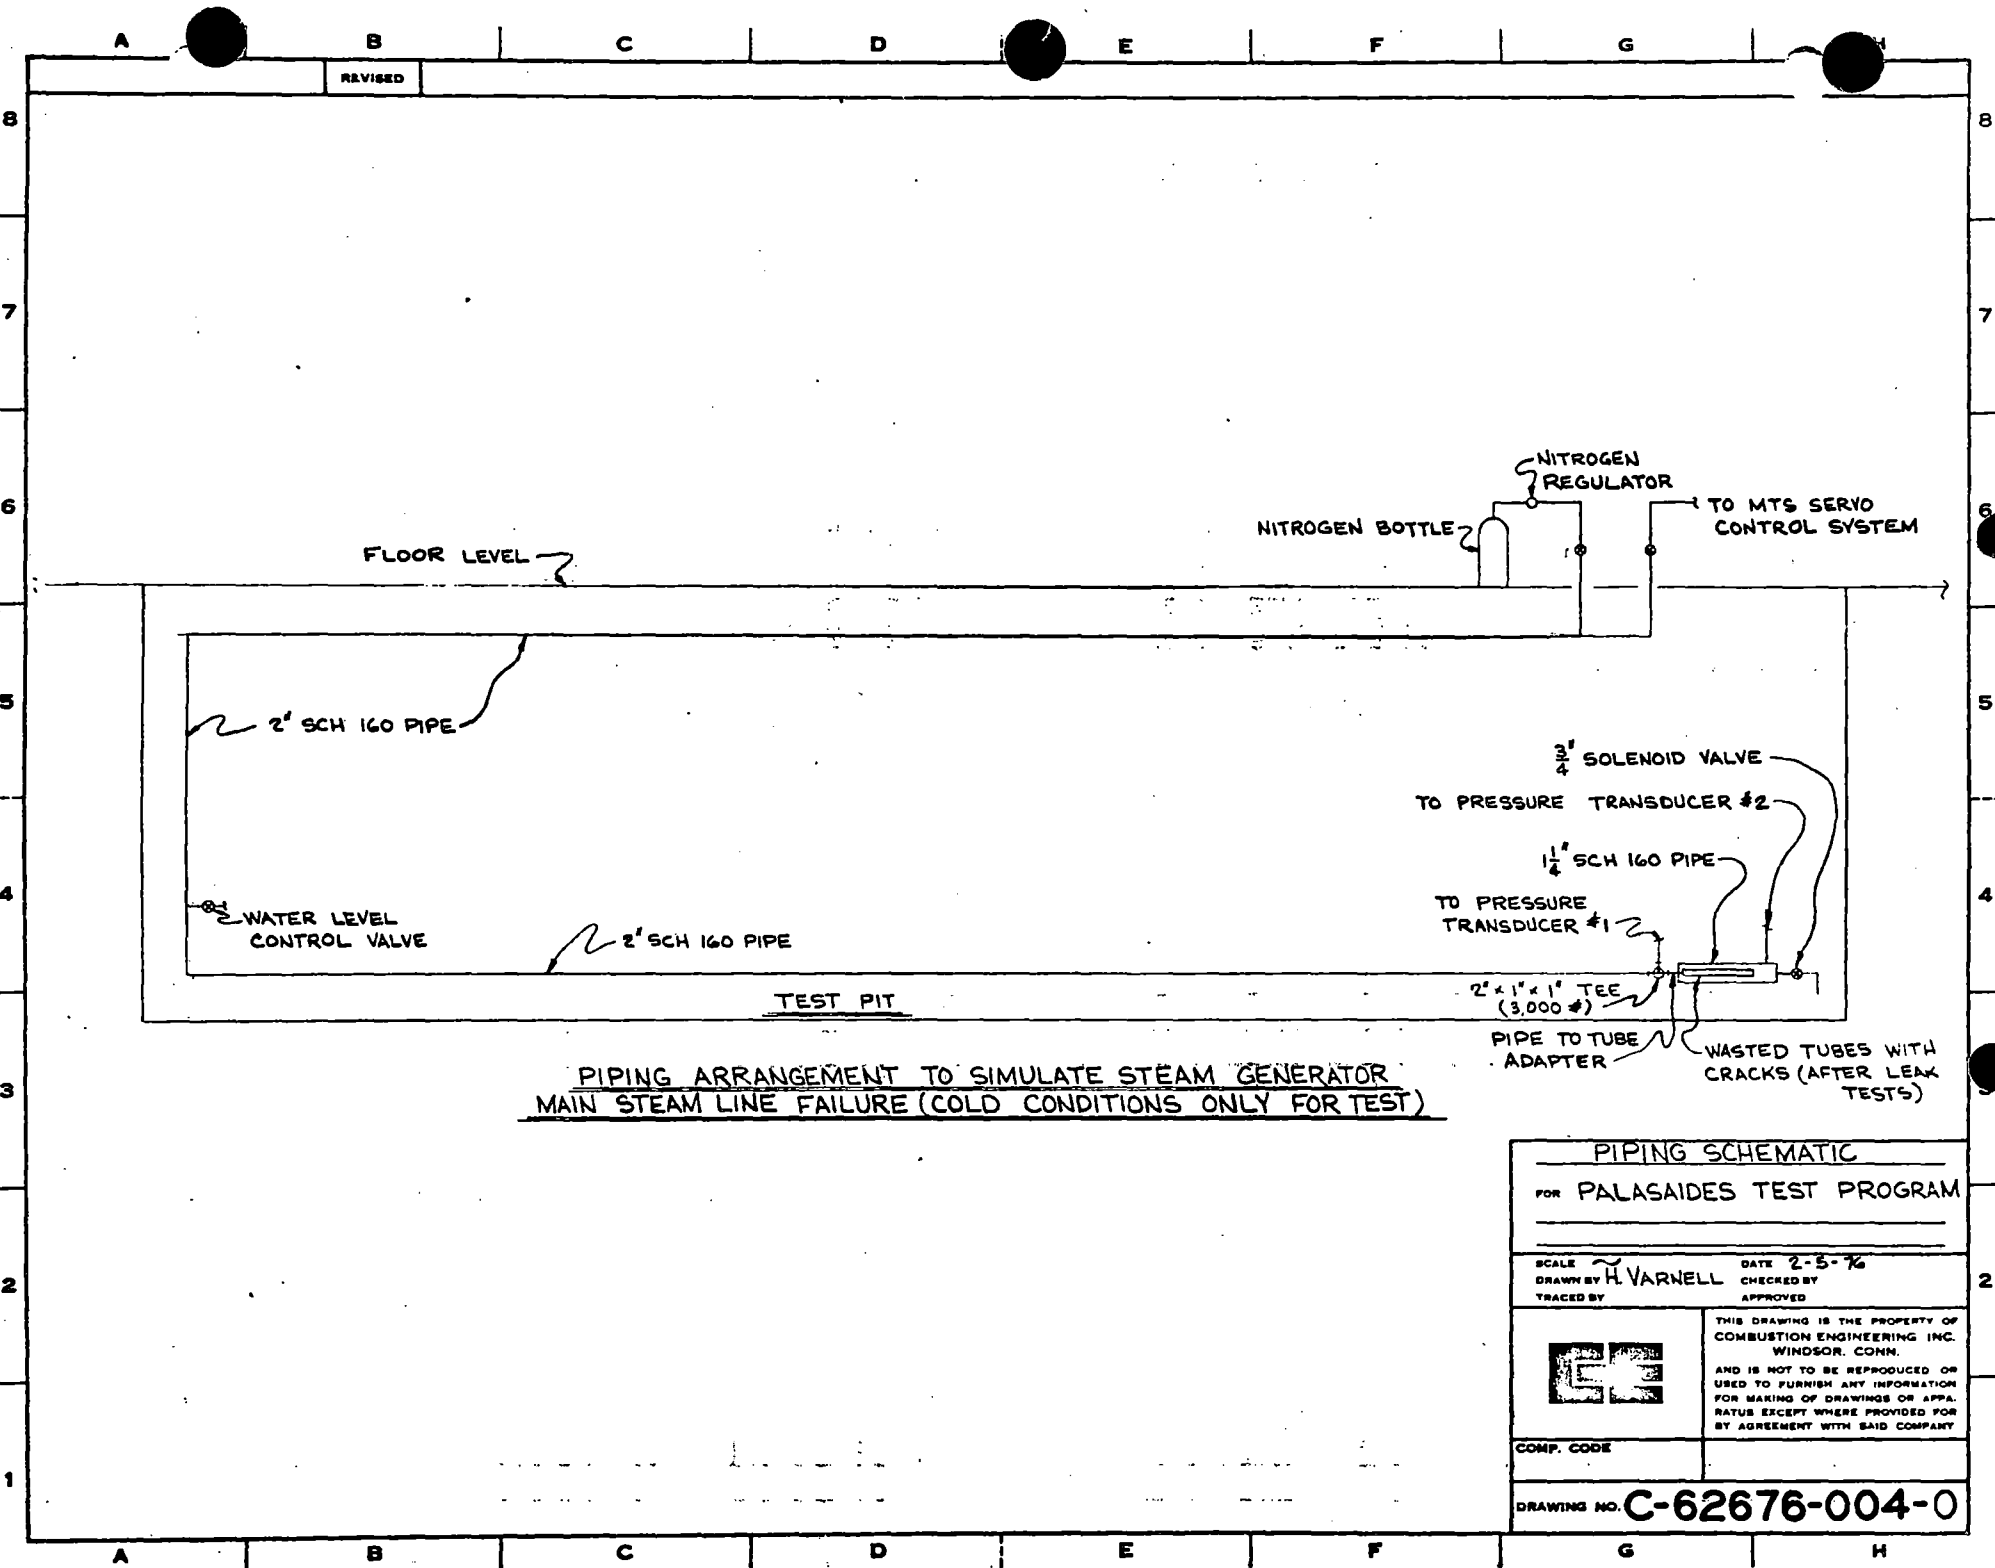 A B C D E F G H
REVISED
8 8
7 7
NITROGEN
REGULATOR
6 6
TO MTS SERVO
CONTROL SYSTEM
NITROGEN BOTTLE
FLOOR LEVEL
5 5
2" SCH 160 PIPE
3/4" SOLENOID VALVE
TO PRESSURE TRANSDUCER #2
1 1/4" SCH 160 PIPE
4 4
TO PRESSURE
TRANSDUCER #1
WATER LEVEL
CONTROL VALVE
2" SCH 160 PIPE
2" x 1" x 1" TEE
(3,000 #)
TEST PIT
PIPE TO TUBE
ADAPTER
WASTED TUBES WITH
CRACKS (AFTER LEAK
TESTS)
3
PIPING ARRANGEMENT TO SIMULATE STEAM GENERATOR
MAIN STEAM LINE FAILURE (COLD CONDITIONS ONLY FOR TEST)
PIPING SCHEMATIC
FOR PALASAIDES TEST PROGRAM
2 2
SCALE ~ DATE 2-5-76
DRAWN BY H. VARNELL CHECKED BY
TRACED BY APPROVED
CE
THIS DRAWING IS THE PROPERTY OF
COMBUSTION ENGINEERING INC.
WINDSOR, CONN.
AND IS NOT TO BE REPRODUCED OR
USED TO FURNISH ANY INFORMATION
FOR MAKING OF DRAWINGS OR APPA-
RATUS EXCEPT WHERE PROVIDED FOR
BY AGREEMENT WITH SAID COMPANY
COMP. CODE
1
DRAWING NO. C-62676-004-0
A B C D E F G H